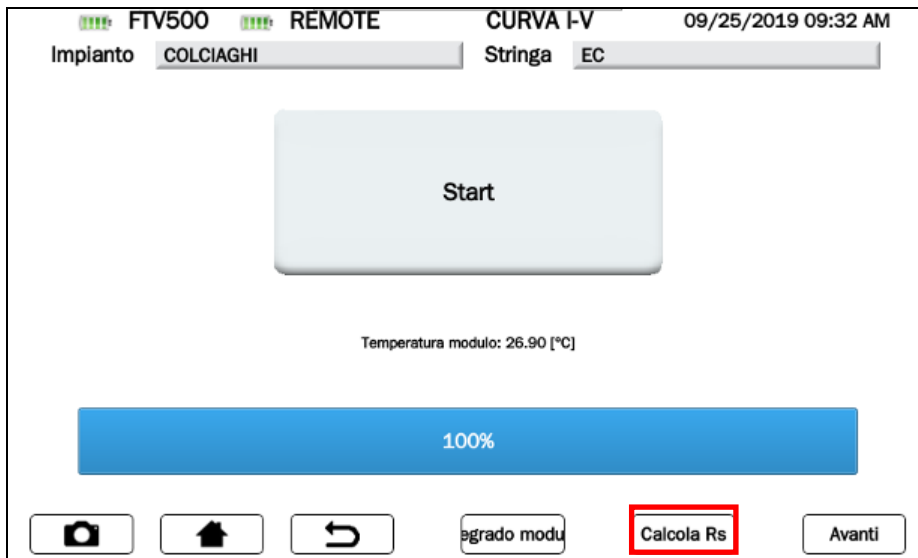 FTV500 REMOTE CURVA I-V 09/25/2019 09:32 AM
Impianto COLCIAGHI Stringa EC
Start
Temperatura modulo: 26.90 [°C]
100%
egrado modu Calcola Rs Avanti